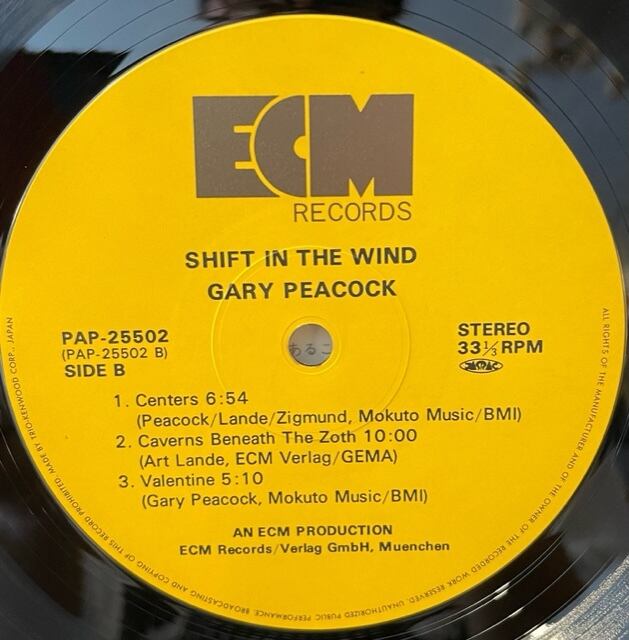 ECM
RECORDS
SHIFT IN THE WIND
GARY PEACOCK
PAP-25502
(PAP-25502 B)
SIDE B
STEREO
33⅓ RPM
あるこ
1. Centers 6:54
(Peacock/Lande/Zigmund, Mokuto Music/BMI)
2. Caverns Beneath The Zoth 10:00
(Art Lande, ECM Verlag/GEMA)
3. Valentine 5:10
(Gary Peacock, Mokuto Music/BMI)
AN ECM PRODUCTION
ECM Records/Verlag GmbH, Muenchen
ALL RIGHTS OF THE MANUFACTURER AND OF THE OWNER OF THE RECORDED WORK RESERVED. UNAUTHORIZED PUBLIC PERFORMANCE, BROADCASTING AND COPYING OF THIS RECORD PROHIBITED. MADE BY TRIO-KENWOOD CORP., JAPAN